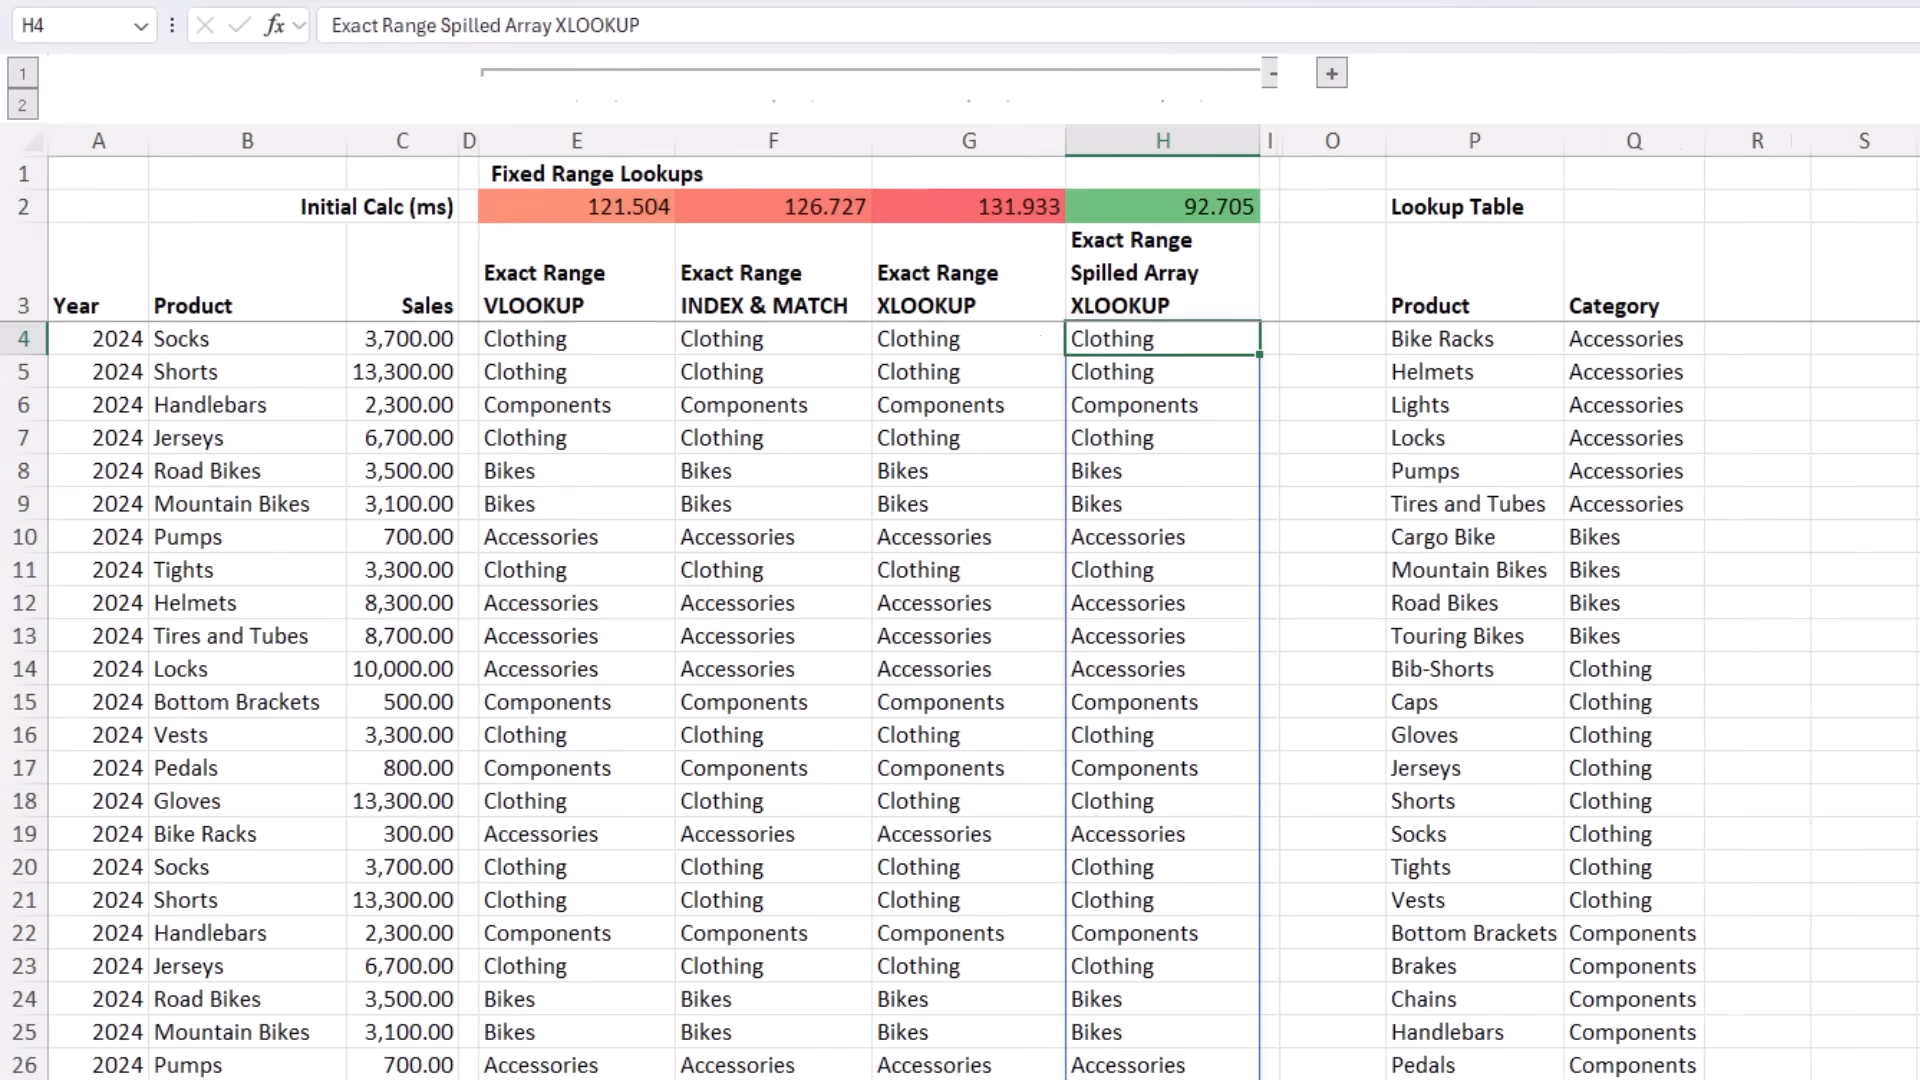 H4 fx Exact Range Spilled Array XLOOKUP
1
2
A B C D E F G H I O P Q R S
1 Fixed Range Lookups
2 Initial Calc (ms) 121.504 126.727 131.933 92.705 Lookup Table
Exact Range
Exact Range Exact Range Exact Range Spilled Array
3 Year Product Sales VLOOKUP INDEX & MATCH XLOOKUP XLOOKUP Product Category
4 2024 Socks 3,700.00 Clothing Clothing Clothing Clothing Bike Racks Accessories
5 2024 Shorts 13,300.00 Clothing Clothing Clothing Clothing Helmets Accessories
6 2024 Handlebars 2,300.00 Components Components Components Components Lights Accessories
7 2024 Jerseys 6,700.00 Clothing Clothing Clothing Clothing Locks Accessories
8 2024 Road Bikes 3,500.00 Bikes Bikes Bikes Bikes Pumps Accessories
9 2024 Mountain Bikes 3,100.00 Bikes Bikes Bikes Bikes Tires and Tubes Accessories
10 2024 Pumps 700.00 Accessories Accessories Accessories Accessories Cargo Bike Bikes
11 2024 Tights 3,300.00 Clothing Clothing Clothing Clothing Mountain Bikes Bikes
12 2024 Helmets 8,300.00 Accessories Accessories Accessories Accessories Road Bikes Bikes
13 2024 Tires and Tubes 8,700.00 Accessories Accessories Accessories Accessories Touring Bikes Bikes
14 2024 Locks 10,000.00 Accessories Accessories Accessories Accessories Bib-Shorts Clothing
15 2024 Bottom Brackets 500.00 Components Components Components Components Caps Clothing
16 2024 Vests 3,300.00 Clothing Clothing Clothing Clothing Gloves Clothing
17 2024 Pedals 800.00 Components Components Components Components Jerseys Clothing
18 2024 Gloves 13,300.00 Clothing Clothing Clothing Clothing Shorts Clothing
19 2024 Bike Racks 300.00 Accessories Accessories Accessories Accessories Socks Clothing
20 2024 Socks 3,700.00 Clothing Clothing Clothing Clothing Tights Clothing
21 2024 Shorts 13,300.00 Clothing Clothing Clothing Clothing Vests Clothing
22 2024 Handlebars 2,300.00 Components Components Components Components Bottom Brackets Components
23 2024 Jerseys 6,700.00 Clothing Clothing Clothing Clothing Brakes Components
24 2024 Road Bikes 3,500.00 Bikes Bikes Bikes Bikes Chains Components
25 2024 Mountain Bikes 3,100.00 Bikes Bikes Bikes Bikes Handlebars Components
26 2024 Pumps 700.00 Accessories Accessories Accessories Accessories Pedals Components